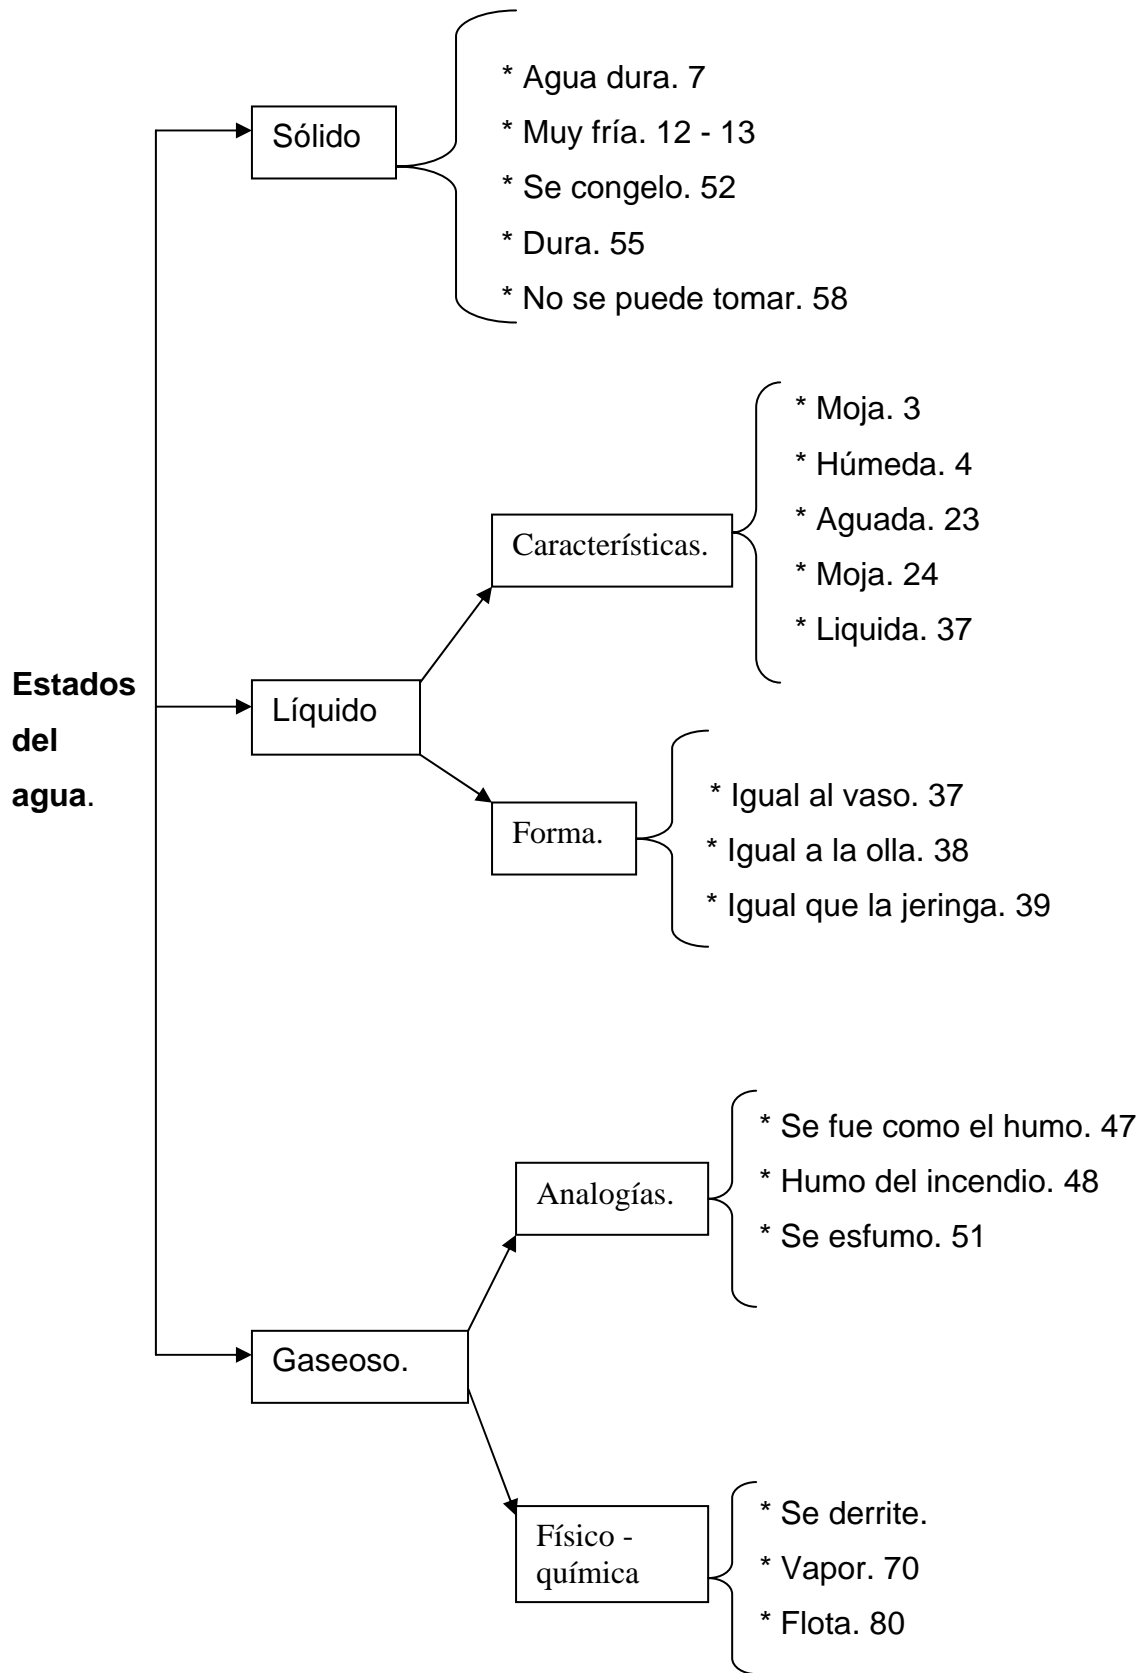 Estados
del
agua.
Sólido
* Agua dura. 7
* Muy fría. 12 - 13
* Se congelo. 52
* Dura. 55
* No se puede tomar. 58
Líquido
Características.
* Moja. 3
* Húmeda. 4
* Aguada. 23
* Moja. 24
* Liquida. 37
Forma.
* Igual al vaso. 37
* Igual a la olla. 38
* Igual que la jeringa. 39
Gaseoso.
Analogías.
* Se fue como el humo. 47
* Humo del incendio. 48
* Se esfumo. 51
Físico -
química
* Se derrite.
* Vapor. 70
* Flota. 80